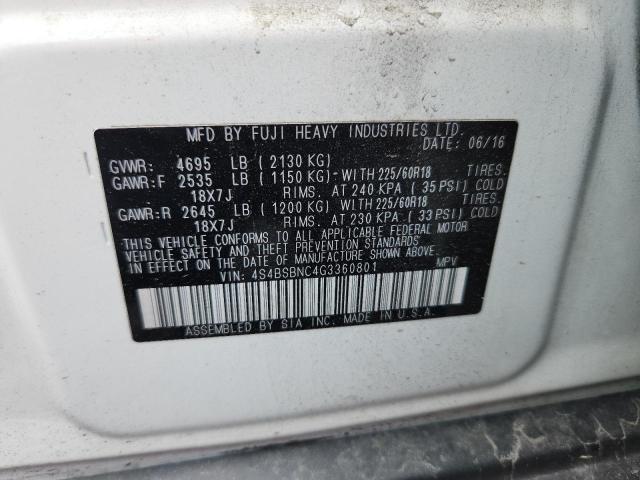 MFD BY FUJI HEAVY INDUSTRIES LTD.
DATE: 06/16
GVWR: 4695 LB ( 2130 KG)
GAWR:F 2535 LB ( 1150 KG)-WITH 225/60R18 TIRES.
18X7J RIMS. AT 240 KPA ( 35 PSI) COLD
GAWR:R 2645 LB ( 1200 KG) WITH 225/60R18 TIRES.
18X7J RIMS. AT 230 KPA ( 33 PSI) COLD
THIS VEHICLE CONFORMS TO ALL APPLICABLE FEDERAL MOTOR
VEHICLE SAFETY AND THEFT PREVENTION STANDARDS
IN EFFECT ON THE DATE OF MANUFACTURE SHOWN ABOVE.
VIN: 4S4BSBNC4G3360801 MPV
ASSEMBLED BY SIA INC. MADE IN U.S.A.